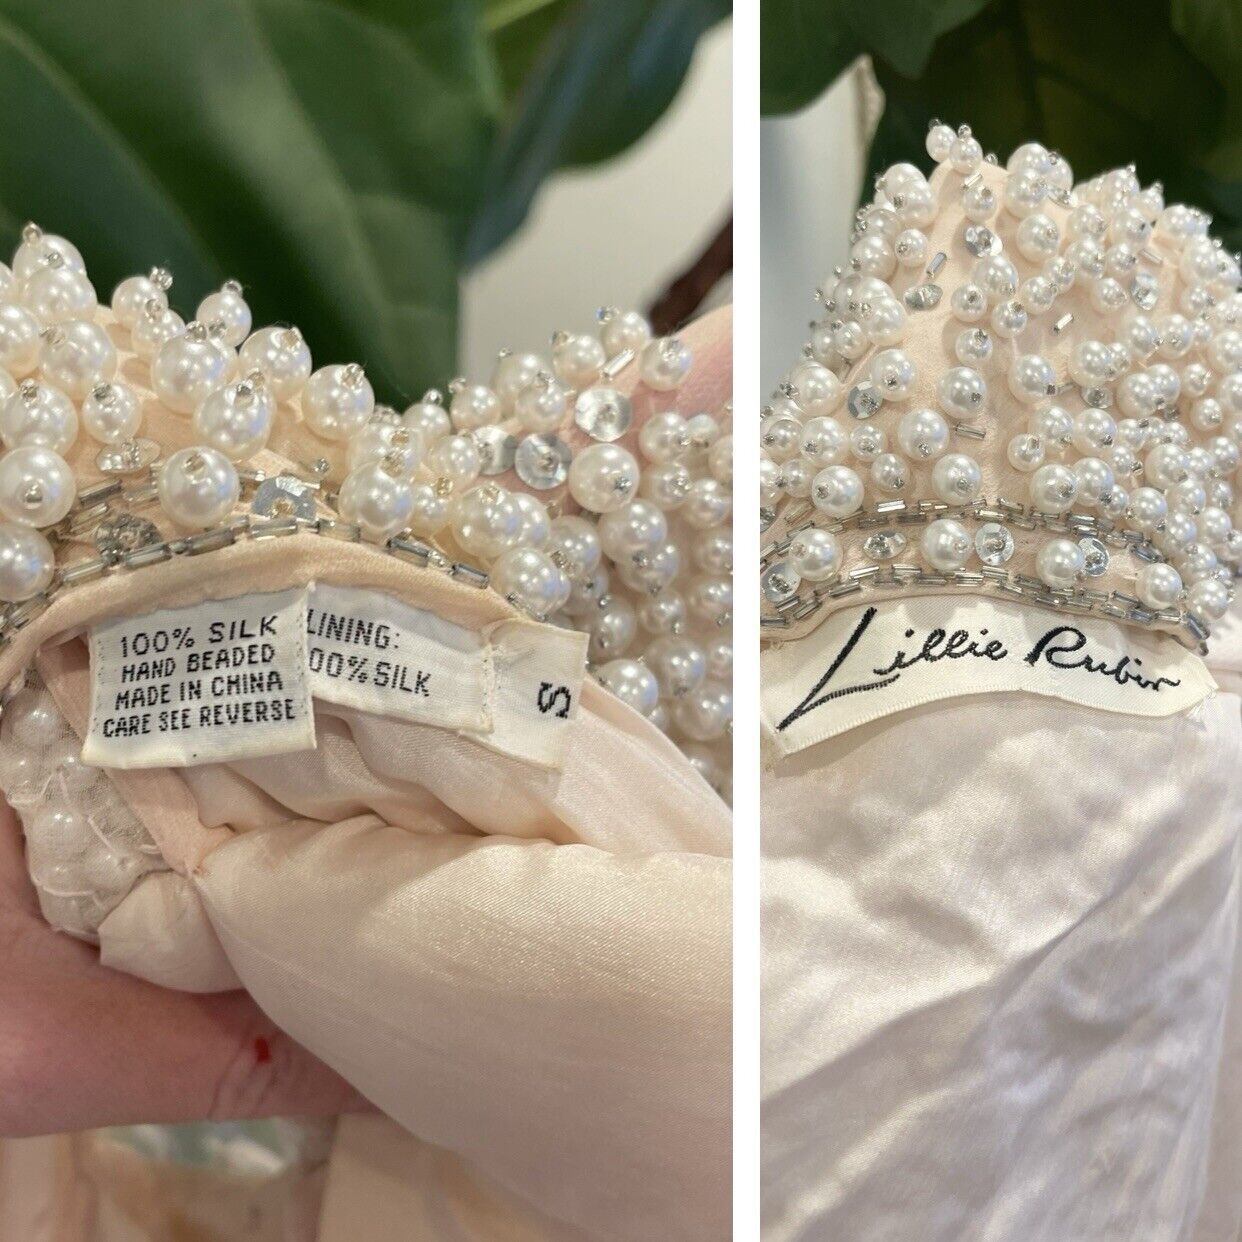 100% SILK
HAND BEADED
MADE IN CHINA
CARE SEE REVERSE
LINING:
00% SILK
S
Lillie Rubin